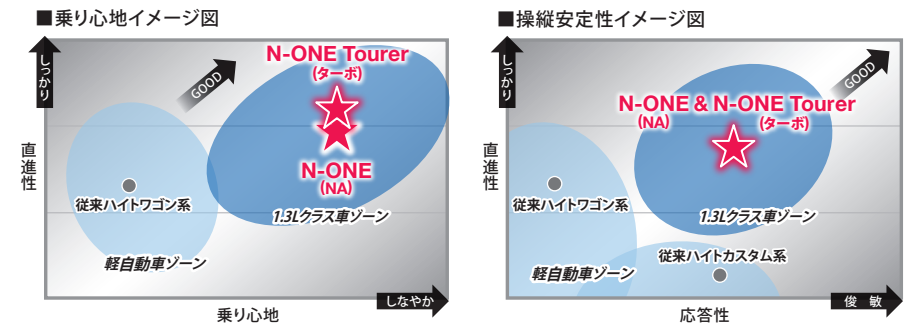 ■乗り心地イメージ図
しっかり
GOOD
N-ONE Tourer
(ターボ)
N-ONE
(NA)
直進性
従来ハイトワゴン系
1.3Lクラス車ゾーン
軽自動車ゾーン
しなやか
乗り心地
■操縦安定性イメージ図
しっかり
GOOD
N-ONE & N-ONE Tourer
(NA) (ターボ)
直進性
従来ハイトワゴン系
1.3Lクラス車ゾーン
従来ハイトカスタム系
軽自動車ゾーン
俊 敏
応答性